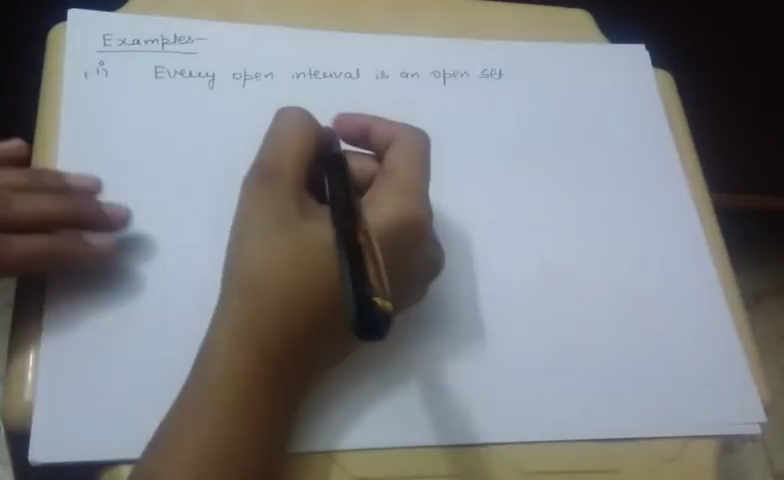 Examples-
(i) Every open interval is an open set